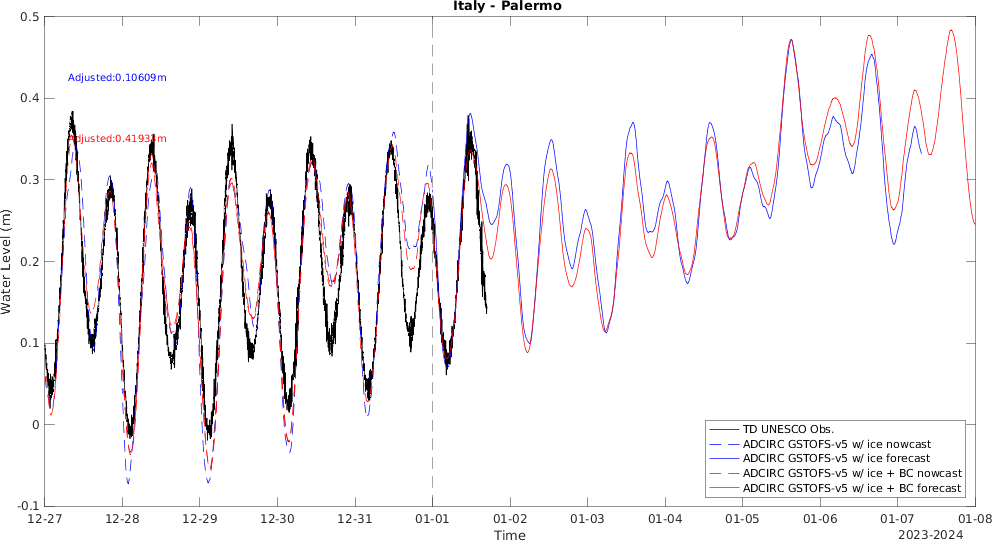 Italy - Palermo
0.5
Adjusted:0.10609m
0.4
Adjusted:0.41933m
0.3
0.2
0.1
0
-0.1
Water Level (m)
TD UNESCO Obs.
ADCIRC GSTOFS-v5 w/ ice nowcast
ADCIRC GSTOFS-v5 w/ ice forecast
ADCIRC GSTOFS-v5 w/ ice + BC nowcast
ADCIRC GSTOFS-v5 w/ ice + BC forecast
12-27 12-28 12-29 12-30 12-31 01-01 01-02 01-03 01-04 01-05 01-06 01-07 01-08
Time
2023-2024